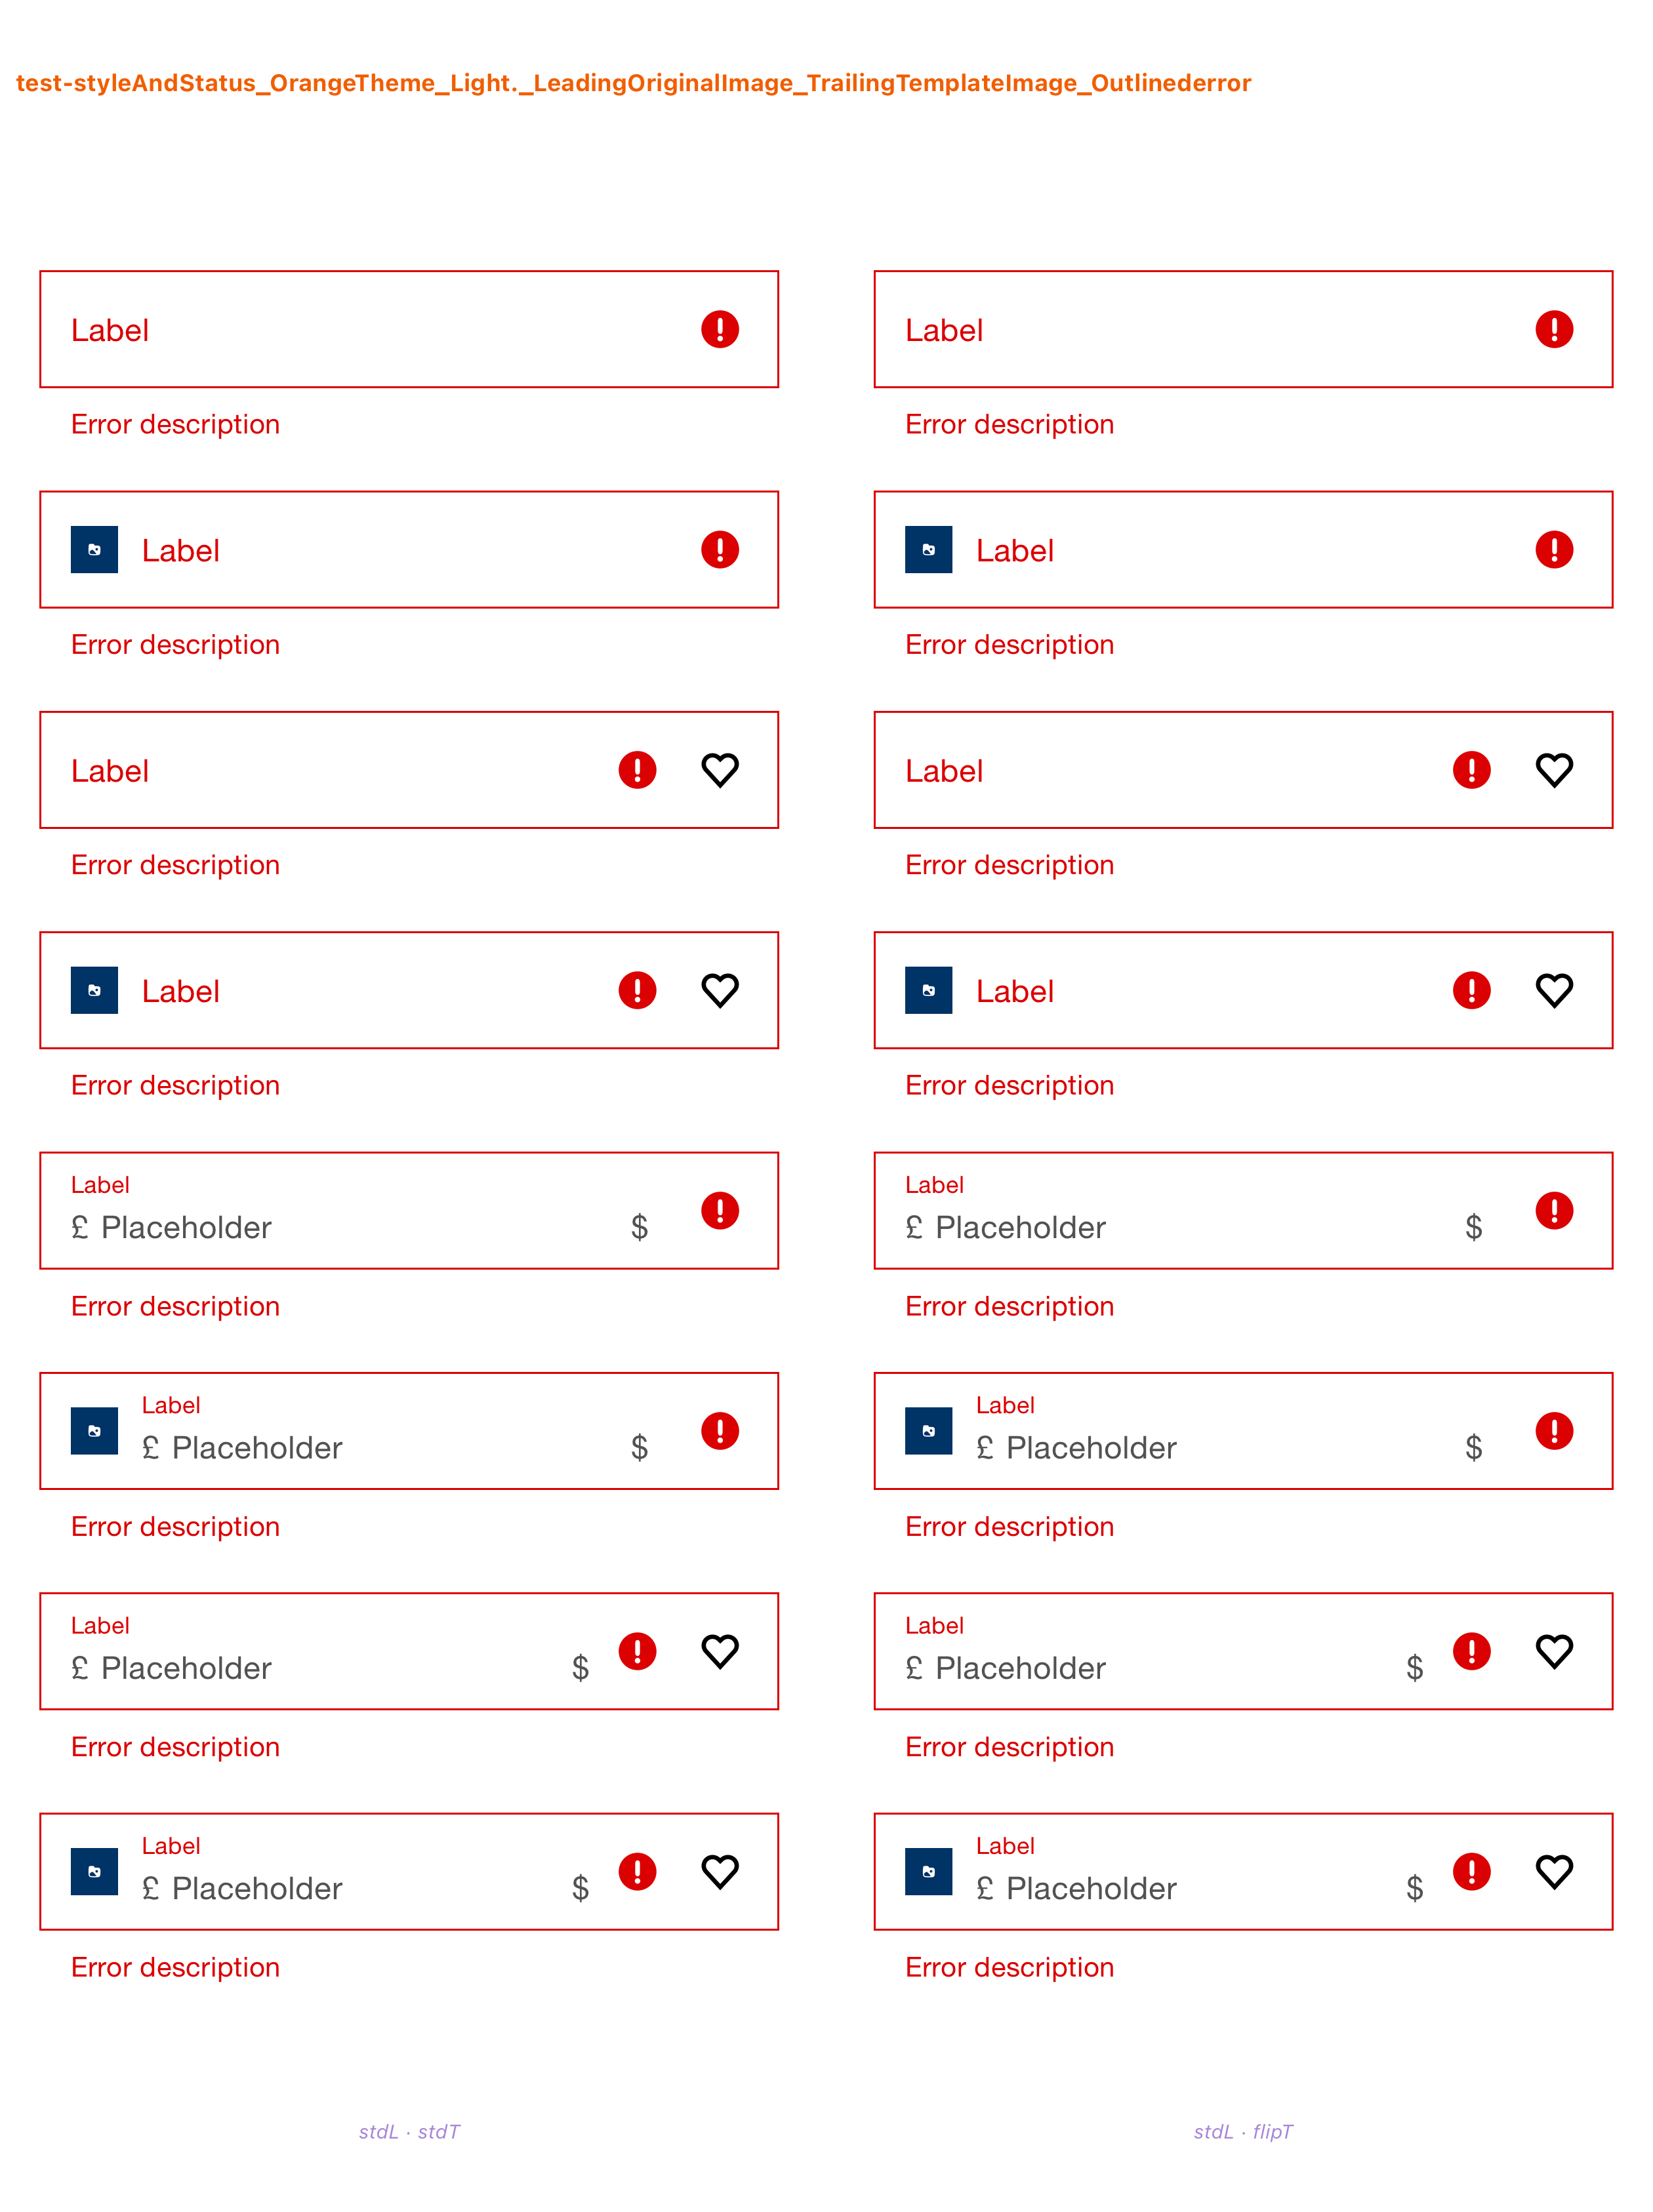 test-styleAndStatus_OrangeTheme_Light._LeadingOriginalImage_TrailingTemplateImage_Outlinederror
Label
Error description
Label
Error description
Label
Error description
Label
Error description
Label
£ Placeholder $
Error description
Label
£ Placeholder $
Error description
Label
£ Placeholder $
Error description
Label
£ Placeholder $
Error description
stdL · stdT
Label
Error description
Label
Error description
Label
Error description
Label
Error description
Label
£ Placeholder $
Error description
Label
£ Placeholder $
Error description
Label
£ Placeholder $
Error description
Label
£ Placeholder $
Error description
stdL · flipT